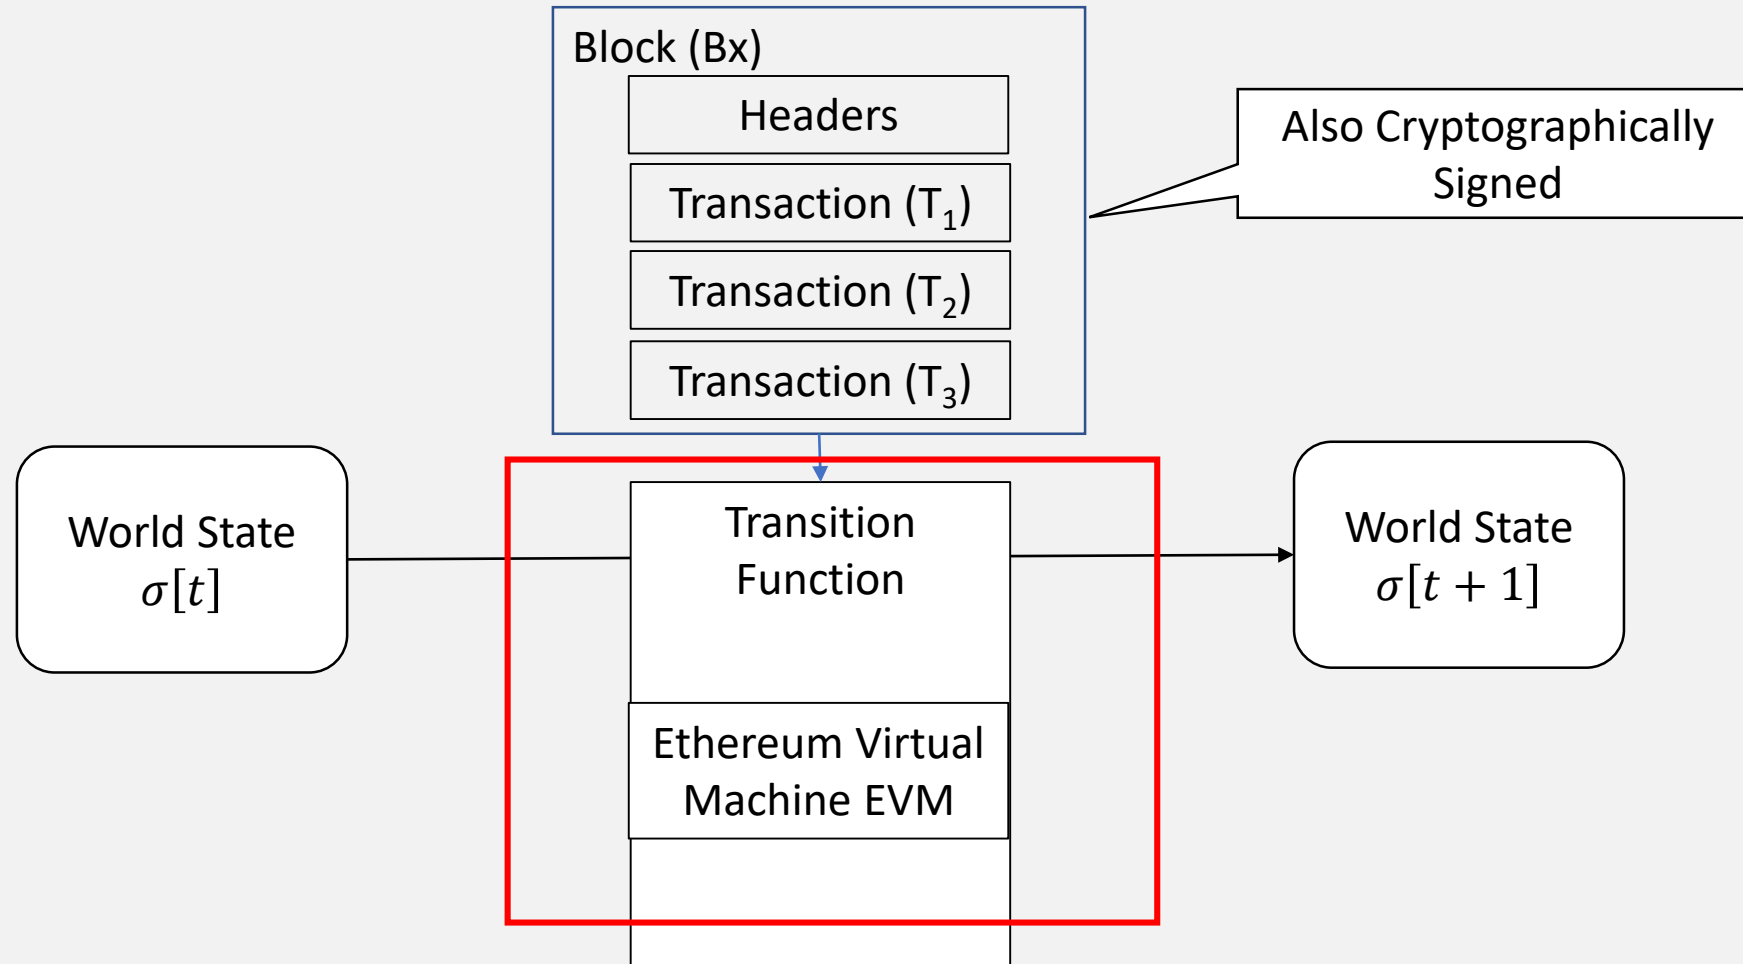 Block (Bx)
Headers
Transaction (T₁)
Transaction (T₂)
Transaction (T₃)
Also Cryptographically
Signed
World State
σ[t]
Transition
Function
Ethereum Virtual
Machine EVM
World State
σ[t + 1]